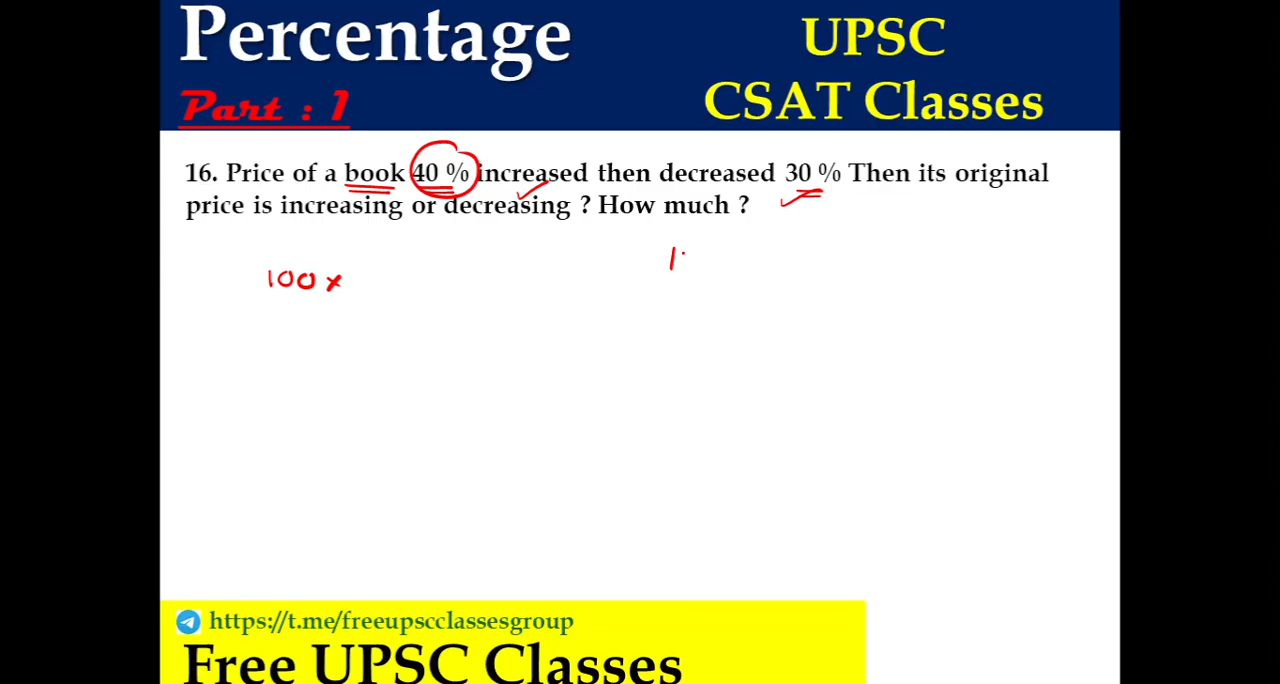 Percentage
Part : 1
UPSC
CSAT Classes
16. Price of a book 40 % increased then decreased 30 % Then its original
price is increasing or decreasing ? How much ?
100 x
1
https://t.me/freeupscclassesgroup
Free UPSC Classes